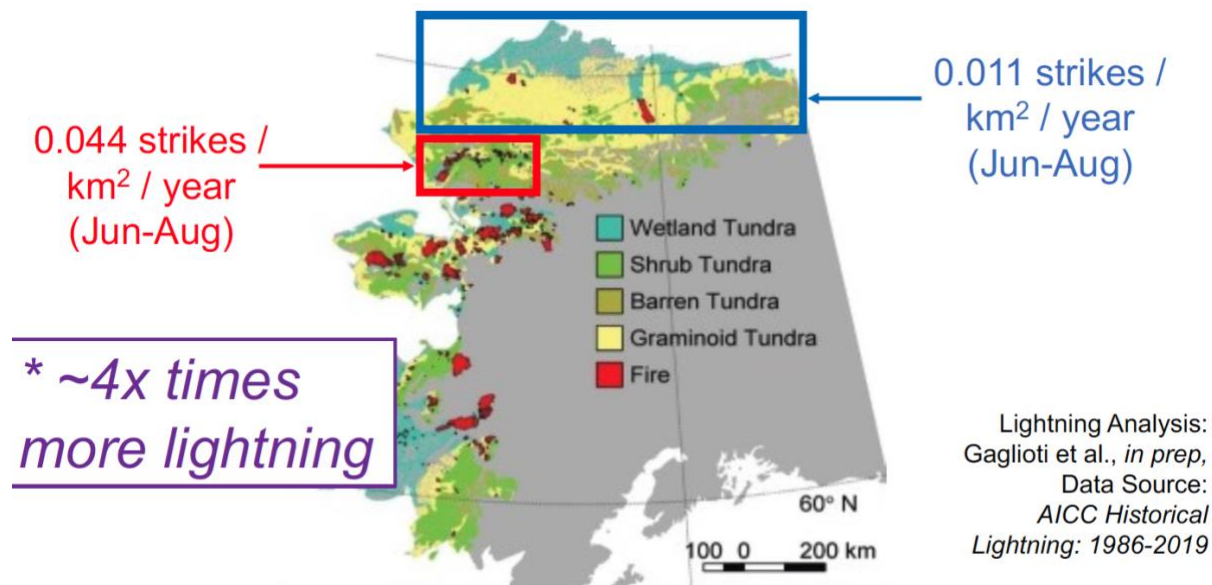 0.044 strikes /
km² / year
(Jun-Aug)
0.011 strikes /
km² / year
(Jun-Aug)
Wetland Tundra
Shrub Tundra
Barren Tundra
Graminoid Tundra
Fire
* ~4x times
more lightning
60° N
100 0 200 km
Lightning Analysis:
Gaglioti et al., in prep,
Data Source:
AICC Historical
Lightning: 1986-2019